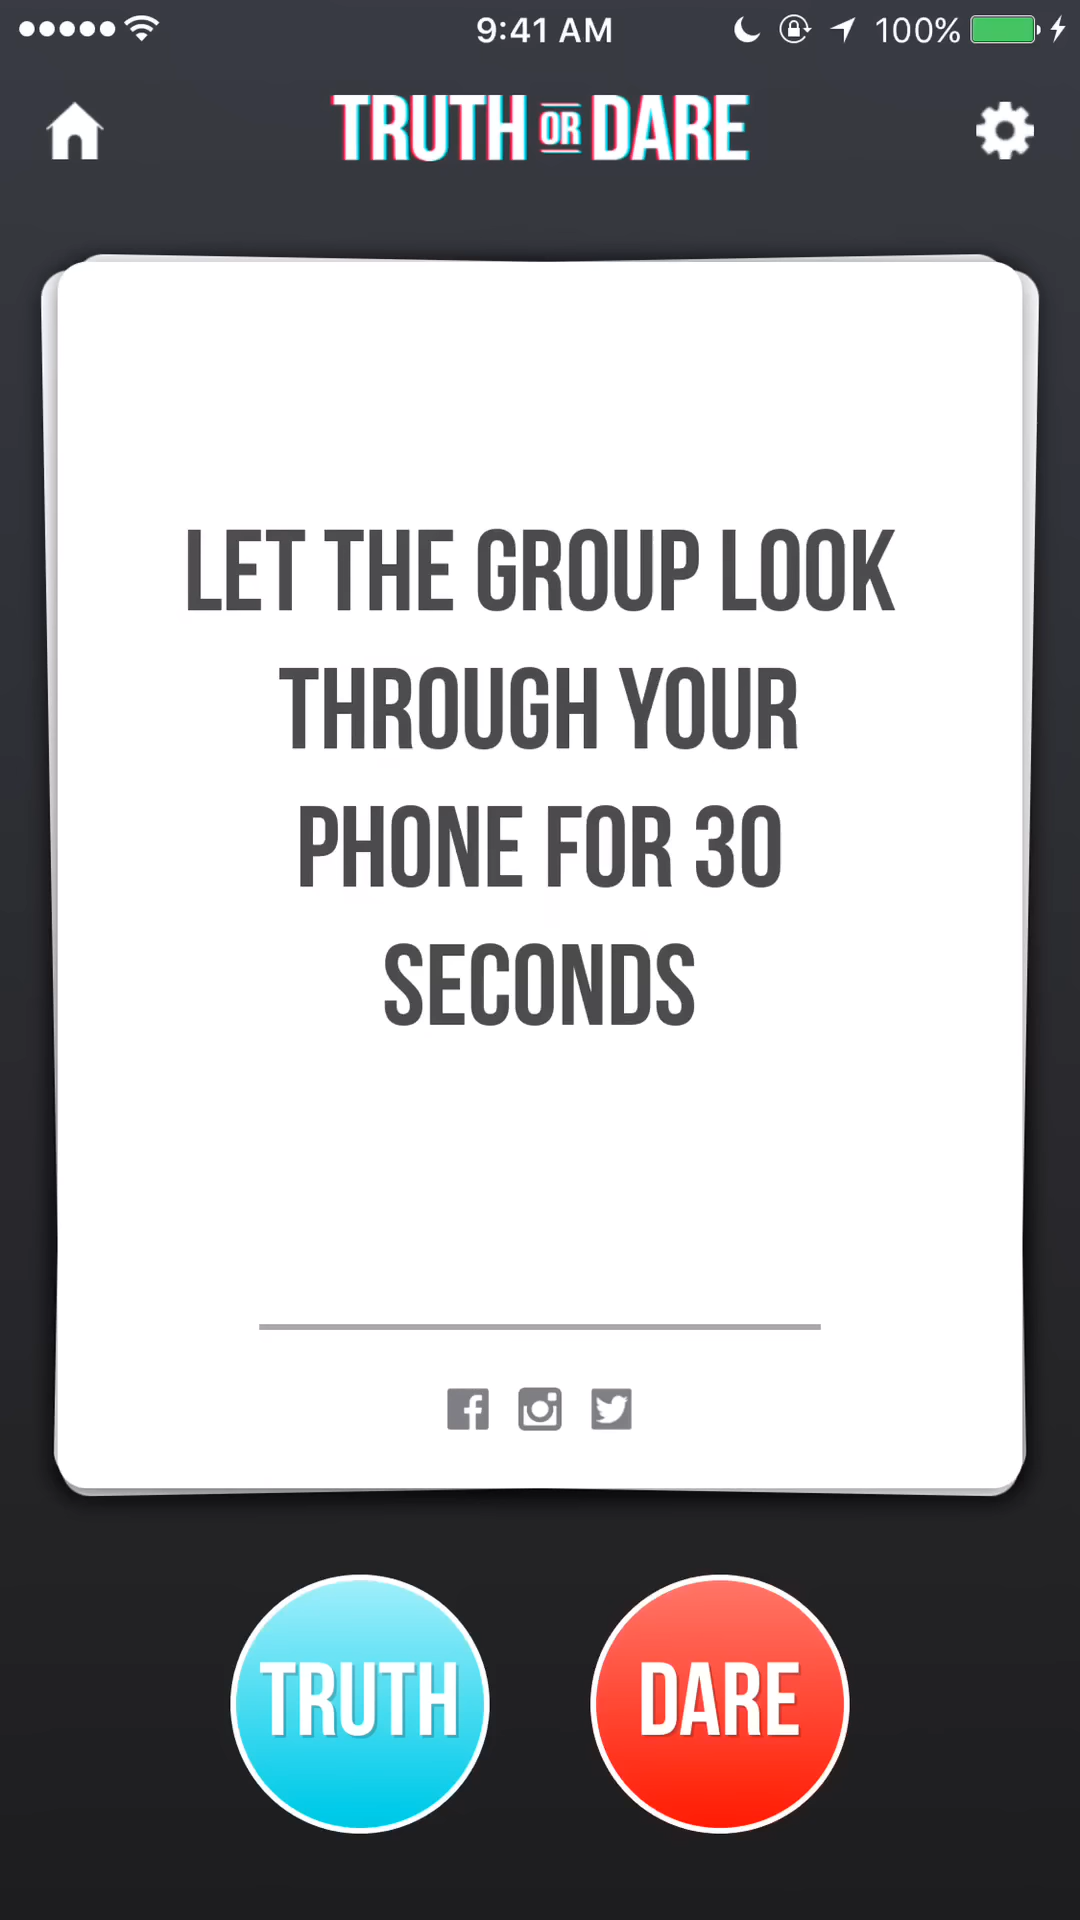 9:41 AM 100%
TRUTH OR DARE
LET THE GROUP LOOK
THROUGH YOUR
PHONE FOR 30
SECONDS
TRUTH DARE